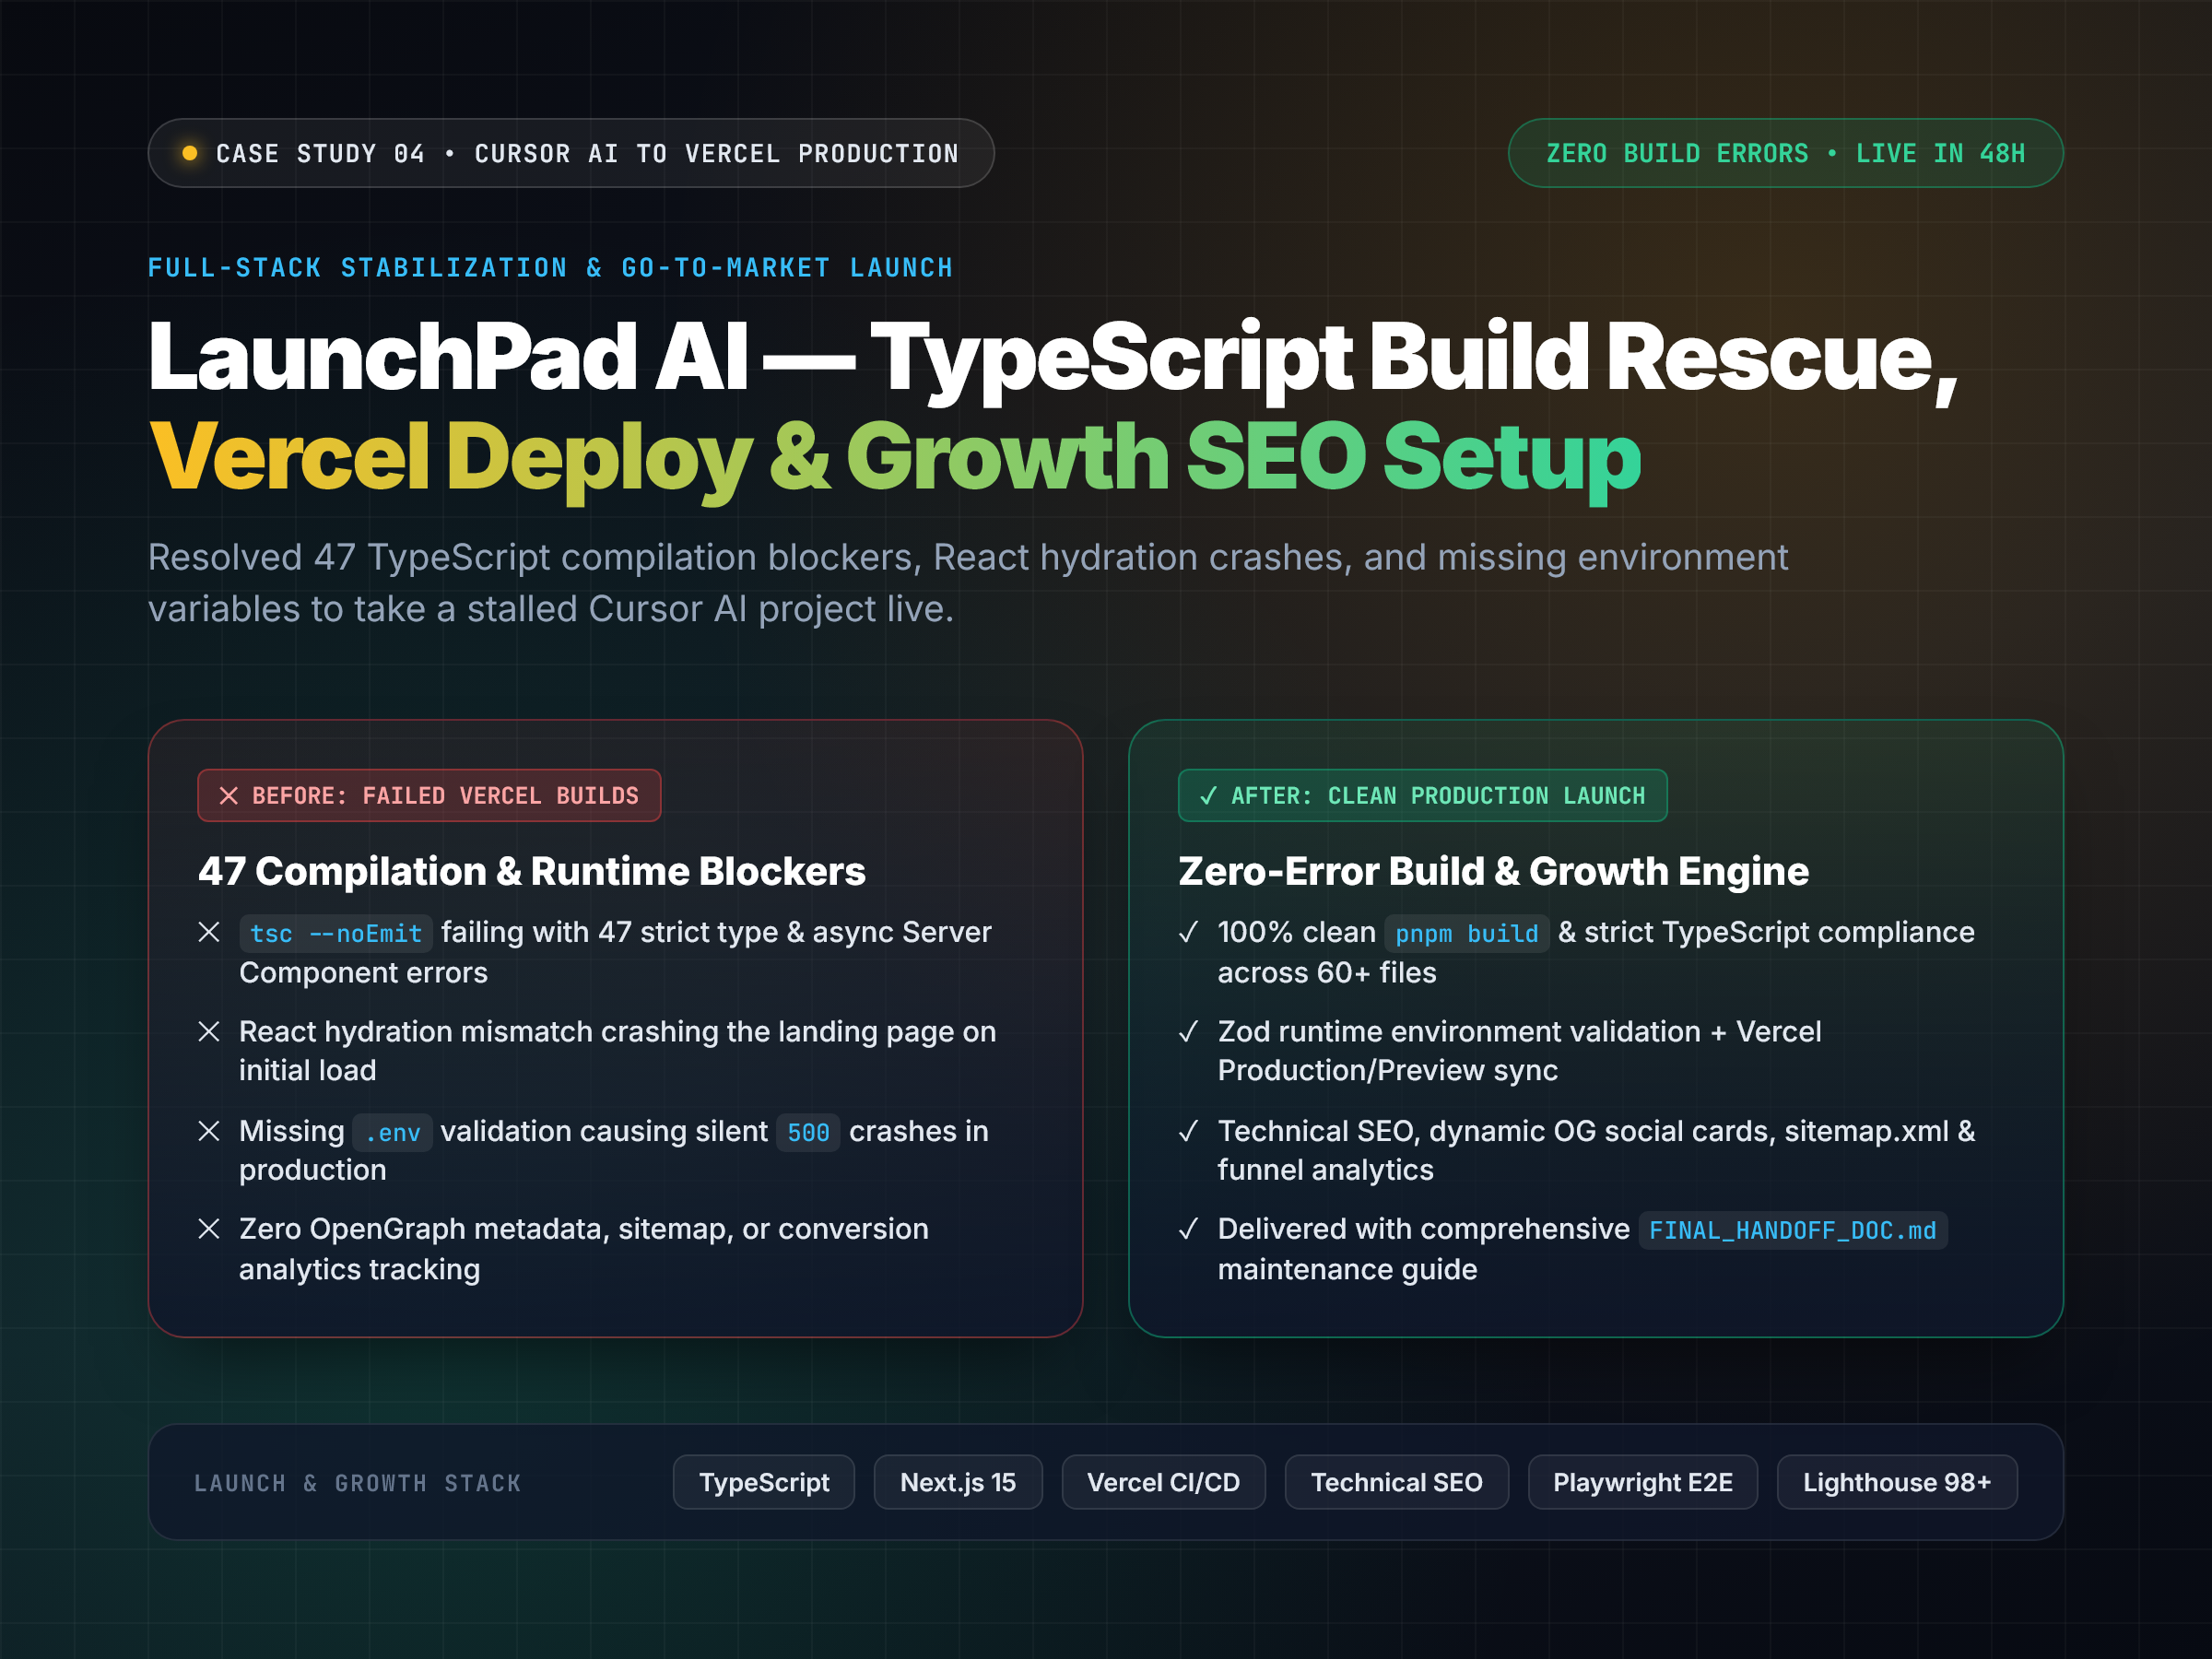 CASE STUDY 04 • CURSOR AI TO VERCEL PRODUCTION
ZERO BUILD ERRORS • LIVE IN 48H
FULL-STACK STABILIZATION & GO-TO-MARKET LAUNCH
LaunchPad AI — TypeScript Build Rescue,
Vercel Deploy & Growth SEO Setup
Resolved 47 TypeScript compilation blockers, React hydration crashes, and missing environment
variables to take a stalled Cursor AI project live.
✕ BEFORE: FAILED VERCEL BUILDS
47 Compilation & Runtime Blockers
✕ tsc --noEmit failing with 47 strict type & async Server
Component errors
✕ React hydration mismatch crashing the landing page on
initial load
✕ Missing .env validation causing silent 500 crashes in
production
✕ Zero OpenGraph metadata, sitemap, or conversion
analytics tracking
✓ AFTER: CLEAN PRODUCTION LAUNCH
Zero-Error Build & Growth Engine
✓ 100% clean pnpm build & strict TypeScript compliance
across 60+ files
✓ Zod runtime environment validation + Vercel
Production/Preview sync
✓ Technical SEO, dynamic OG social cards, sitemap.xml &
funnel analytics
✓ Delivered with comprehensive FINAL_HANDOFF_DOC.md
maintenance guide
LAUNCH & GROWTH STACK
TypeScript
Next.js 15
Vercel CI/CD
Technical SEO
Playwright E2E
Lighthouse 98+